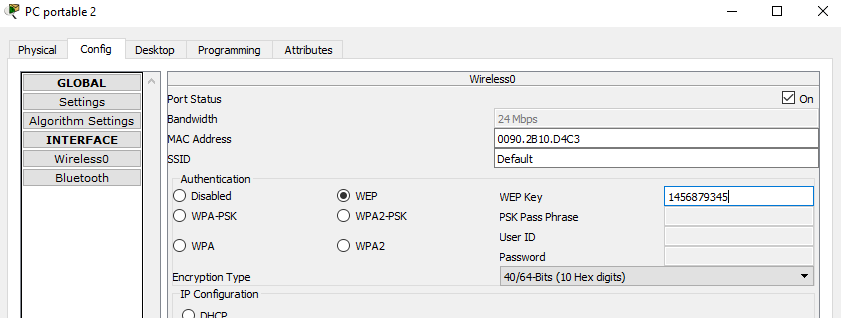 PC portable 2
Physical Config Desktop Programming Attributes
GLOBAL
Settings
Algorithm Settings
INTERFACE
Wireless0
Bluetooth
Wireless0
Port Status On
Bandwidth 24 Mbps
MAC Address 0090.2B10.D4C3
SSID Default
Authentication
Disabled WEP WEP Key 1456879345
WPA-PSK WPA2-PSK PSK Pass Phrase
User ID
WPA WPA2
Password
Encryption Type 40/64-Bits (10 Hex digits)
IP Configuration
DHCP